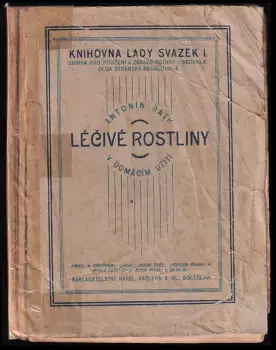 KNIHOVNA LADY SVAZEK I.
SBÍRKA PRO POUČENÍ A ZÁBAVU RODINY * REDIGUJE
OLGA STRÁNSKÁ ABSOLONOVÁ
ANTONÍN RATH
LÉČIVÉ ROSTLINY
V DOMÁCÍM UŽITÍ
NAKLADATELSTVÍ KAREL VAČLENA V ML. BOLESLAVI